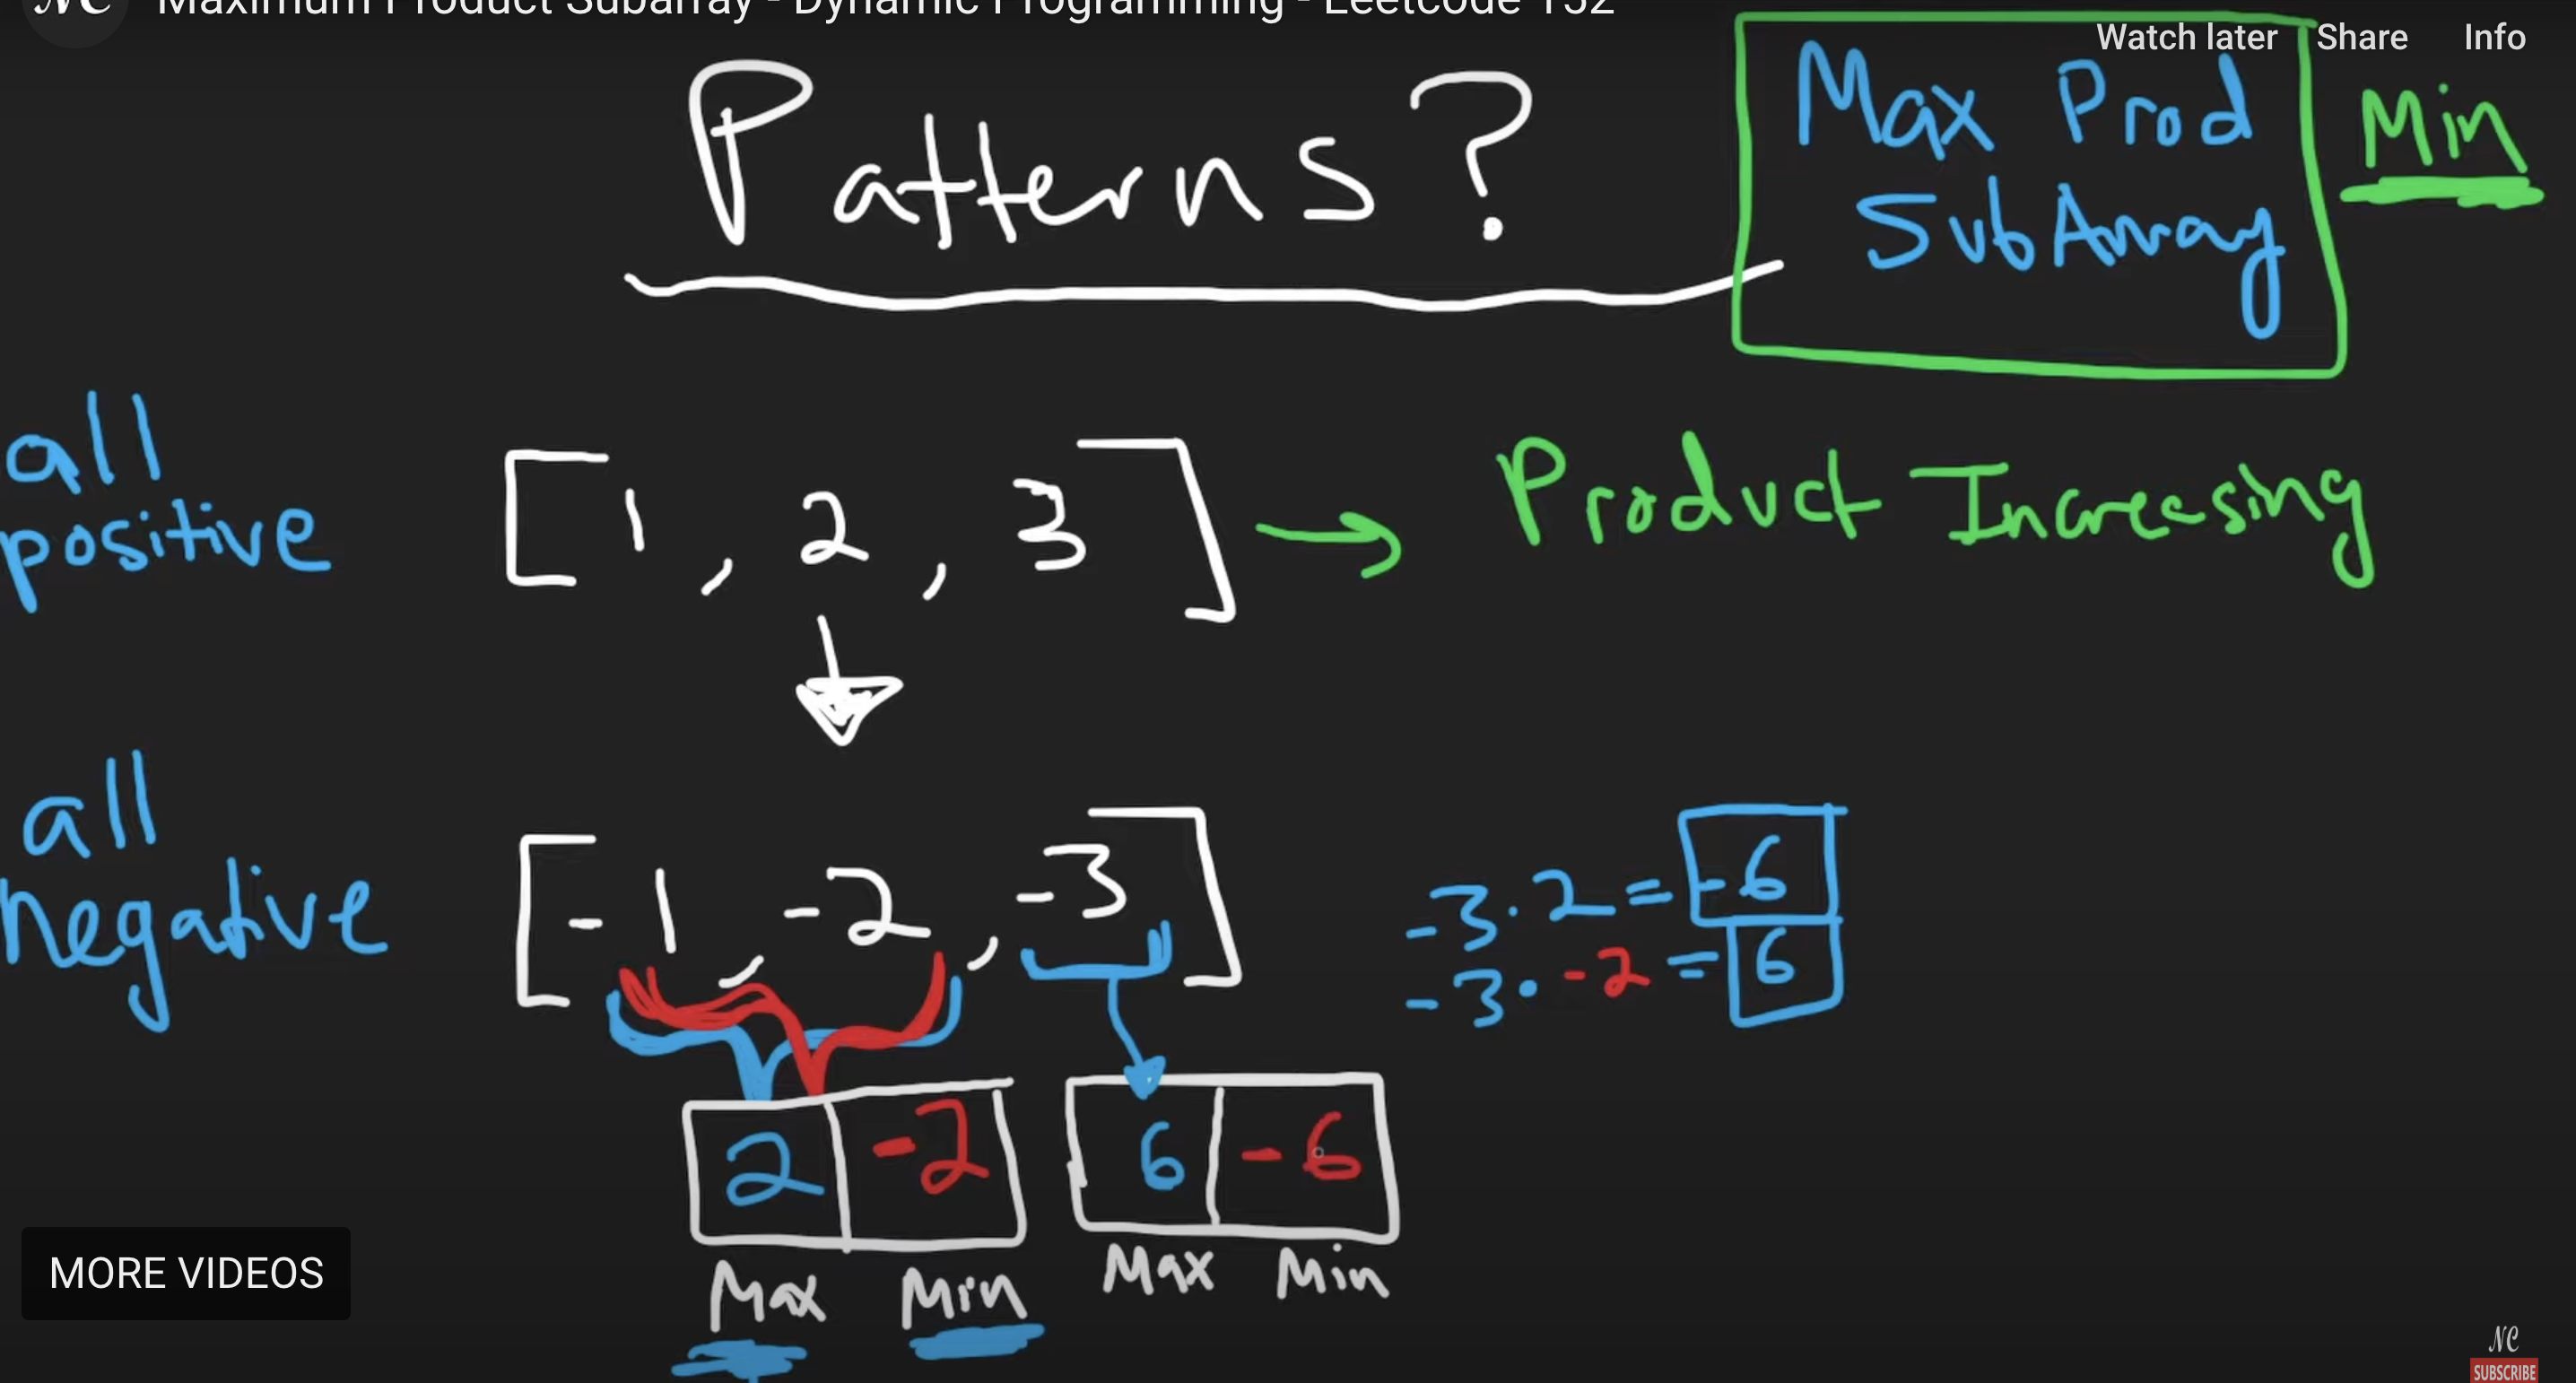 NC Maximum Product Subarray - Dynamic Programming - Leetcode 152
Watch later Share Info
Patterns?
Max Prod
SubArray
Min
all
positive
[1, 2, 3] → Product Increasing
all
negative
[-1, -2, -3]
-3·2 = -6
-3·-2 = 6
2 -2
Max Min
6 -6
Max Min
MORE VIDEOS
NC
SUBSCRIBE